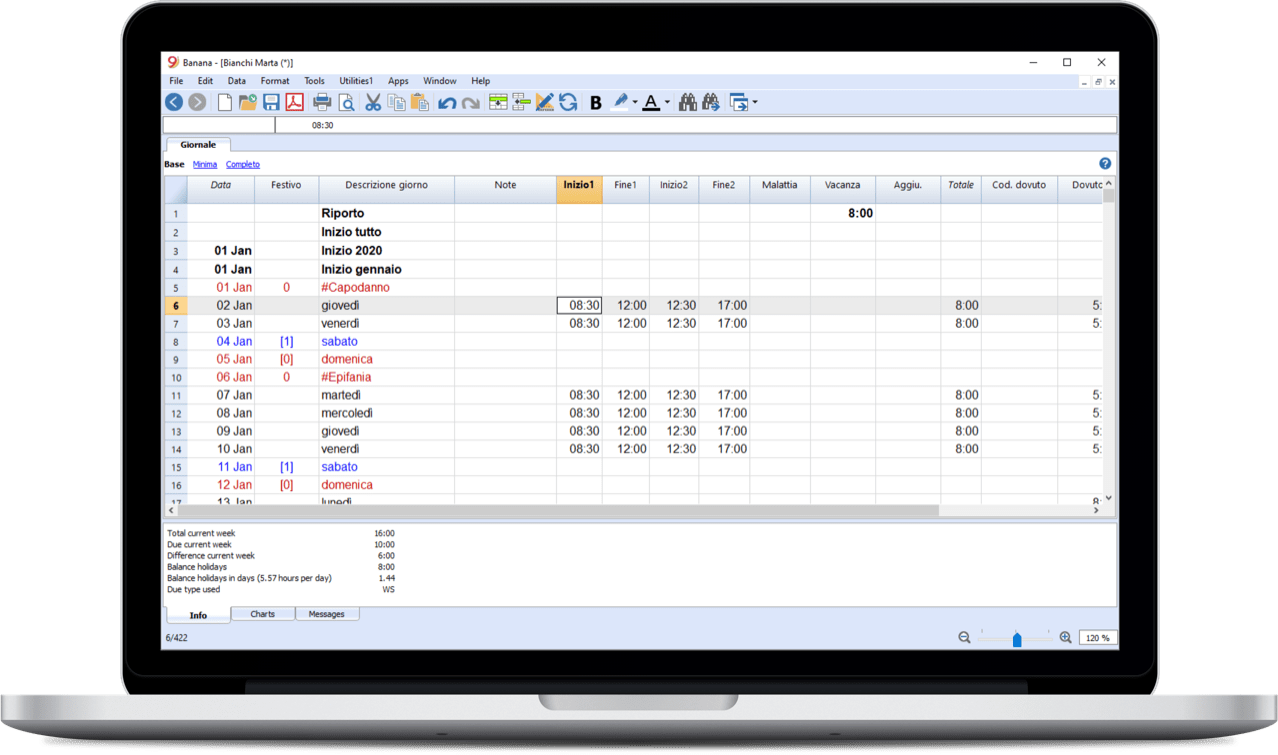 9 Banana - [Bianchi Marta (*)]
File Edit Data Format Tools Utilities1 Apps Window Help
B A
08:30
Giornale
Base Minima Completo ?
Data Festivo Descrizione giorno Note Inizio1 Fine1 Inizio2 Fine2 Malattia Vacanza Aggiu. Totale Cod. dovuto Dovuto
1 Riporto 8:00
2 Inizio tutto
3 01 Jan Inizio 2020
4 01 Jan Inizio gennaio
5 01 Jan 0 #Capodanno
6 02 Jan giovedì 08:30 12:00 12:30 17:00 8:00 5:
7 03 Jan venerdì 08:30 12:00 12:30 17:00 8:00 5:
8 04 Jan [1] sabato
9 05 Jan [0] domenica
10 06 Jan 0 #Epifania
11 07 Jan martedì 08:30 12:00 12:30 17:00 8:00 5:
12 08 Jan mercoledì 08:30 12:00 12:30 17:00 8:00 5:
13 09 Jan giovedì 08:30 12:00 12:30 17:00 8:00 5:
14 10 Jan venerdì 08:30 12:00 12:30 17:00 8:00 5:
15 11 Jan [1] sabato
16 12 Jan [0] domenica
17 13 Jan lunedì 8:
Total current week 16:00
Due current week 10:00
Difference current week 6:00
Balance holidays 8:00
Balance holidays in days (5.57 hours per day) 1.44
Due type used WS
Info Charts Messages
6/422 120 %